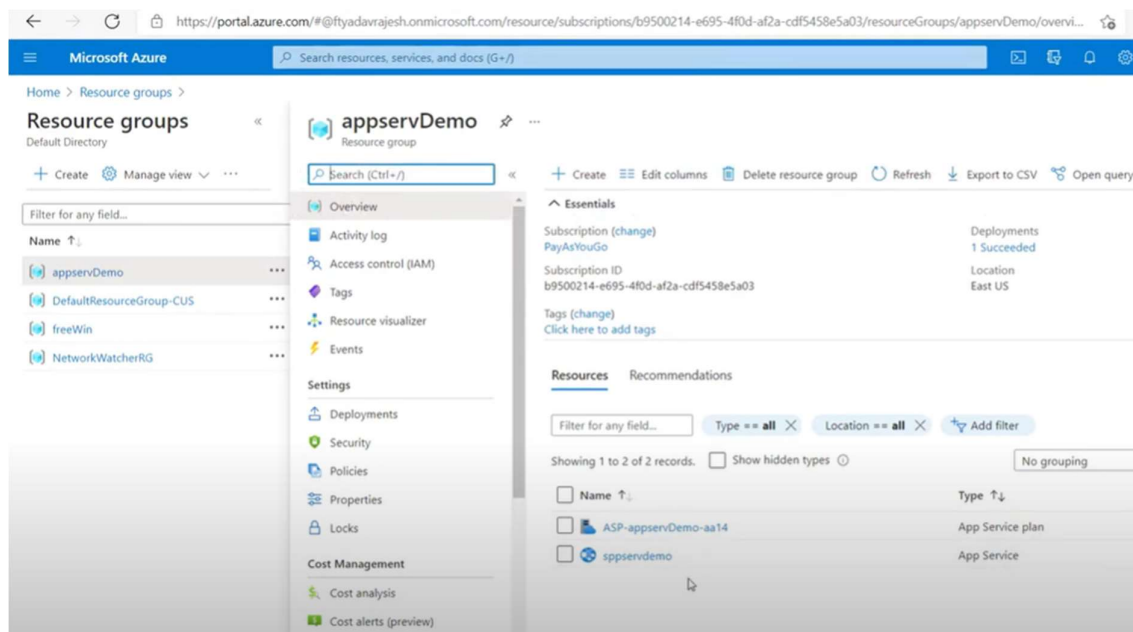 https://portal.azure.com/#@ftyadavrajesh.onmicrosoft.com/resource/subscriptions/b9500214-e695-4f0d-af2a-cdf5458e5a03/resourceGroups/appservDemo/overvi...
Microsoft Azure
Search resources, services, and docs (G+/)
Home > Resource groups >
Resource groups
Default Directory
+ Create
Manage view
...
Filter for any field...
Name ↑↓
appservDemo
...
DefaultResourceGroup-CUS
...
freeWin
...
NetworkWatcherRG
...
appservDemo
...
Resource group
Search (Ctrl+/)
«
Overview
Activity log
Access control (IAM)
Tags
Resource visualizer
Events
Settings
Deployments
Security
Policies
Properties
Locks
Cost Management
Cost analysis
Cost alerts (preview)
+ Create
Edit columns
Delete resource group
Refresh
Export to CSV
Open query
Essentials
Subscription (change)
PayAsYouGo
Subscription ID
b9500214-e695-4f0d-af2a-cdf5458e5a03
Tags (change)
Click here to add tags
Deployments
1 Succeeded
Location
East US
Resources
Recommendations
Filter for any field...
Type == all
Location == all
Add filter
Showing 1 to 2 of 2 records.
Show hidden types
No grouping
Name ↑↓
Type ↑↓
ASP-appservDemo-aa14
App Service plan
sppservdemo
App Service